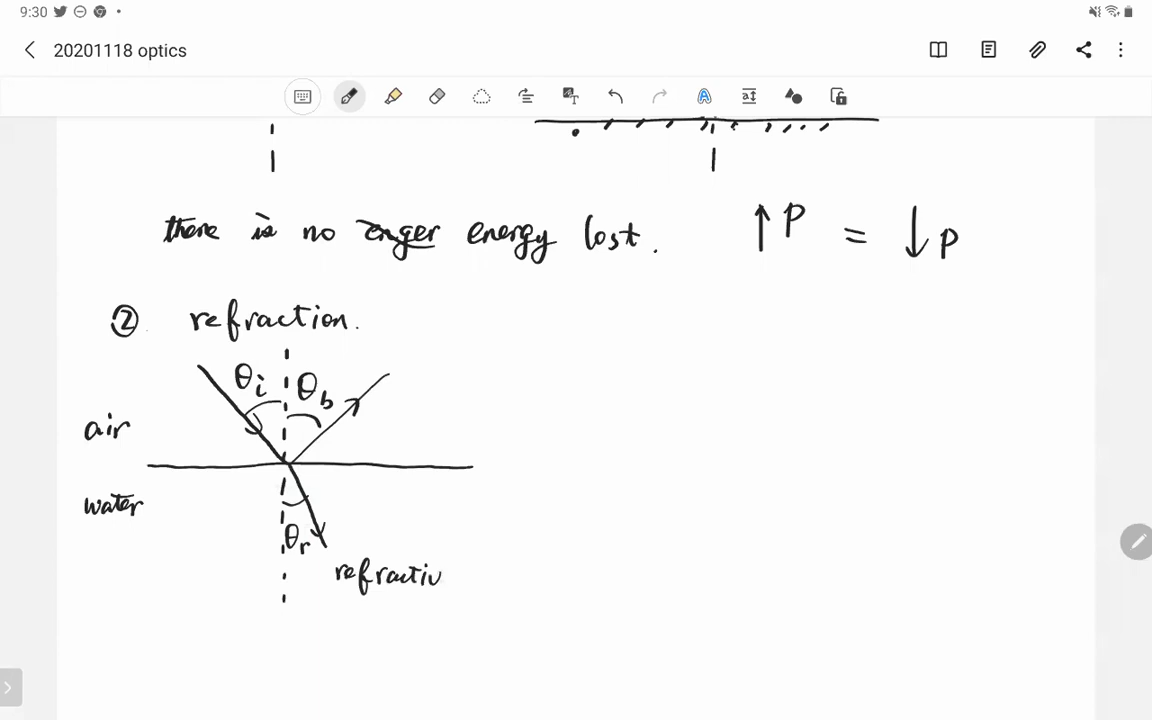 9:30
20201118 optics
there is no enger energy lost. ↑ P = ↓ P
② refraction.
θi θb
air
water
θr
refractiv